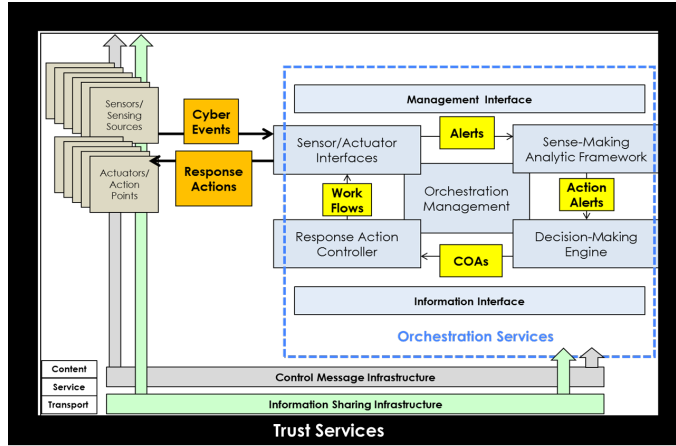 Management Interface
Sensors/
Sensing
Sources
Cyber
Events
Sensor/Actuator
Interfaces
Alerts
Sense-Making
Analytic Framework
Actuators/
Action
Points
Response
Actions
Work
Flows
Orchestration
Management
Action
Alerts
Response Action
Controller
COAs
Decision-Making
Engine
Information Interface
Orchestration Services
Content
Service
Transport
Control Message Infrastructure
Information Sharing Infrastructure
Trust Services